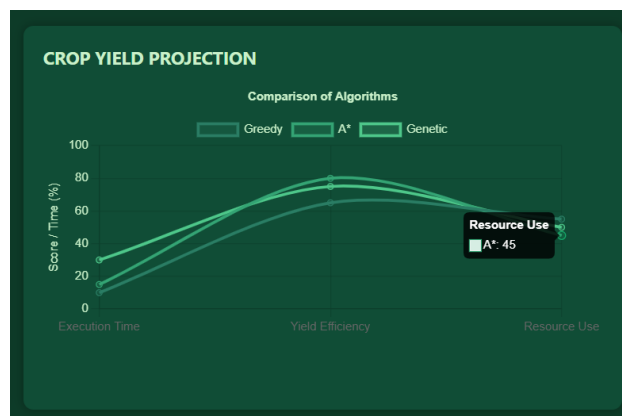 CROP YIELD PROJECTION
Comparison of Algorithms
Greedy A* Genetic
100
80
60
40
20
0
Score / Time (%)
Resource Use
A*: 45
Execution Time Yield Efficiency Resource Use